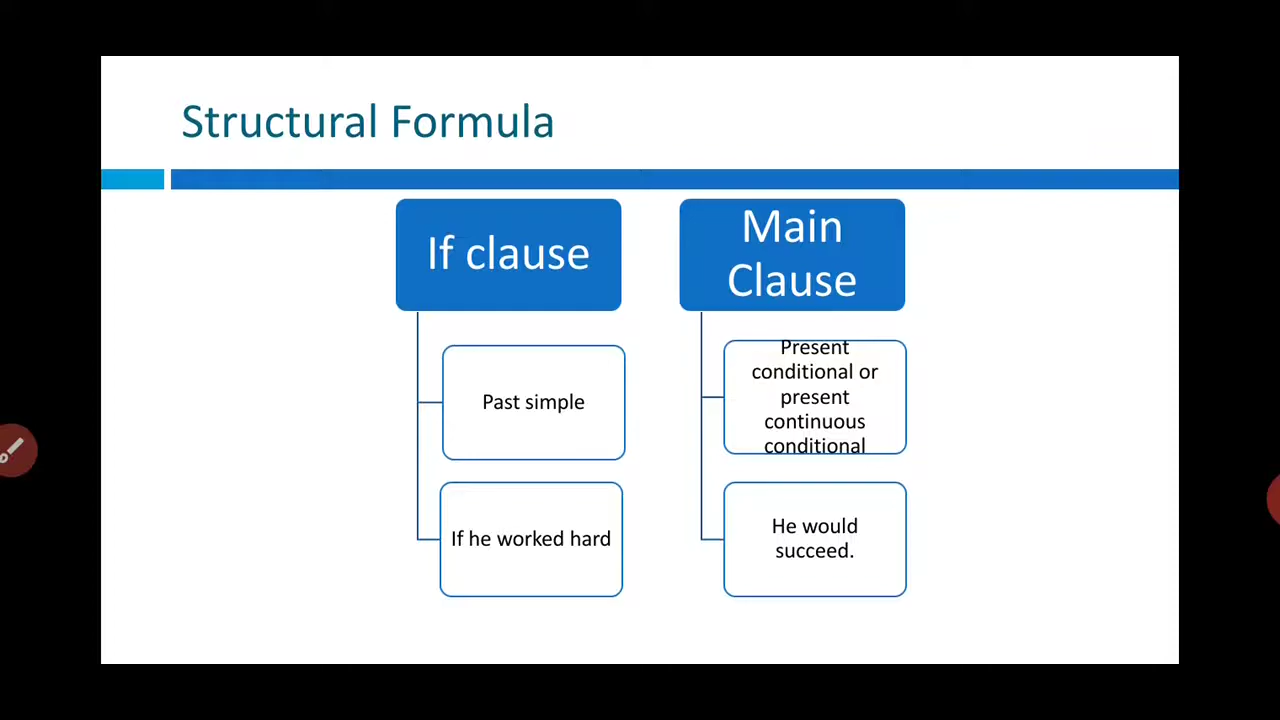 Structural Formula
If clause
Past simple
If he worked hard
Main
Clause
Present
conditional or
present
continuous
conditional
He would
succeed.